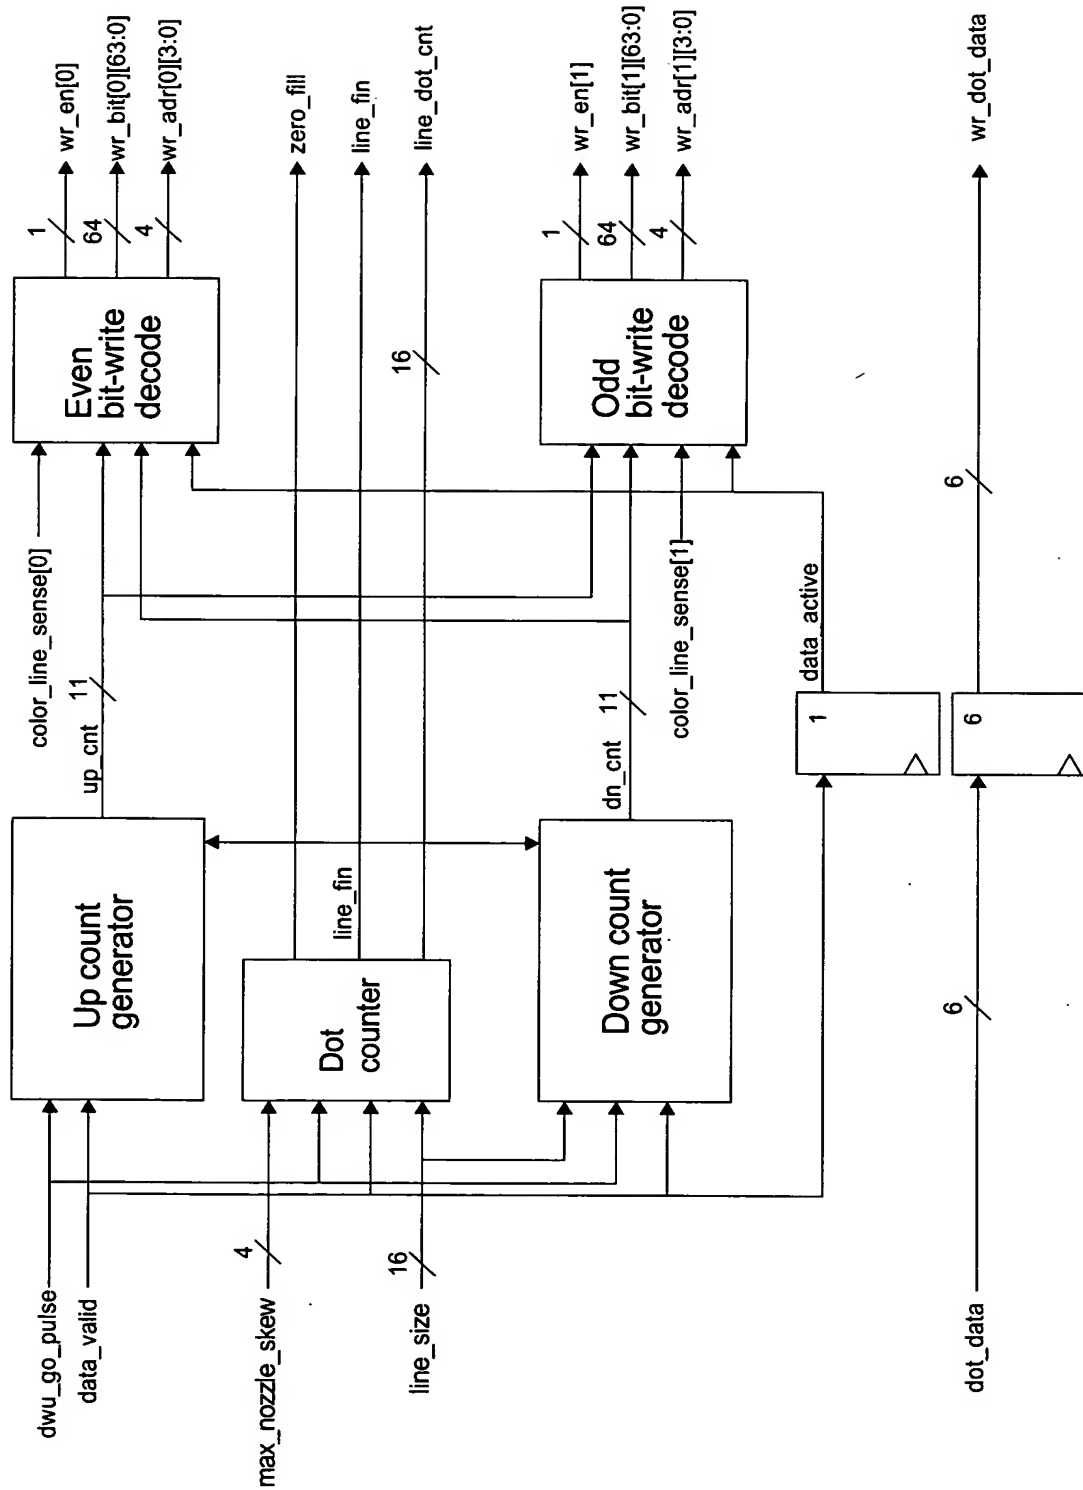 dwu_go_pulse
data_valid
max_nozzle_skew
4
line_size
16
dot_data
6
Up count
generator
Dot
counter
Down count
generator
up_cnt
11
line_fin
dn_cnt
11
color_line_sense[0]
color_line_sense[1]
1
6
data_active
Even
bit-write
decode
Odd
bit-write
decode
16
6
1
64
4
wr_en[0]
wr_bit[0][63:0]
wr_adr[0][3:0]
zero_fill
line_fin
line_dot_cnt
1
64
4
wr_en[1]
wr_bit[1][63:0]
wr_adr[1][3:0]
wr_dot_data